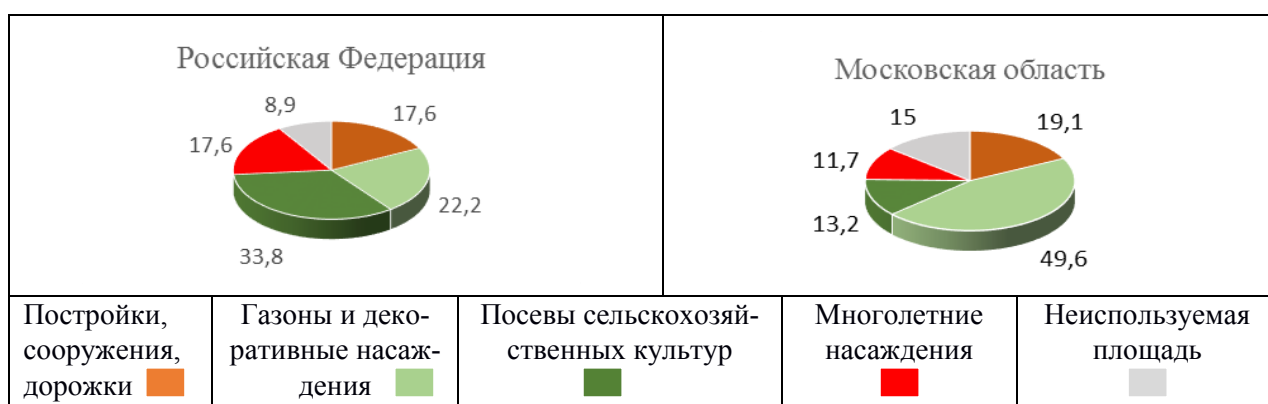 Российская Федерация
8,9
17,6
17,6
22,2
33,8
Московская область
15
19,1
11,7
13,2
49,6
Постройки,
сооружения,
дорожки
Газоны и деко-
ративные насаж-
дения
Посевы сельскохозяй-
ственных культур
Многолетние
насаждения
Неиспользуемая
площадь